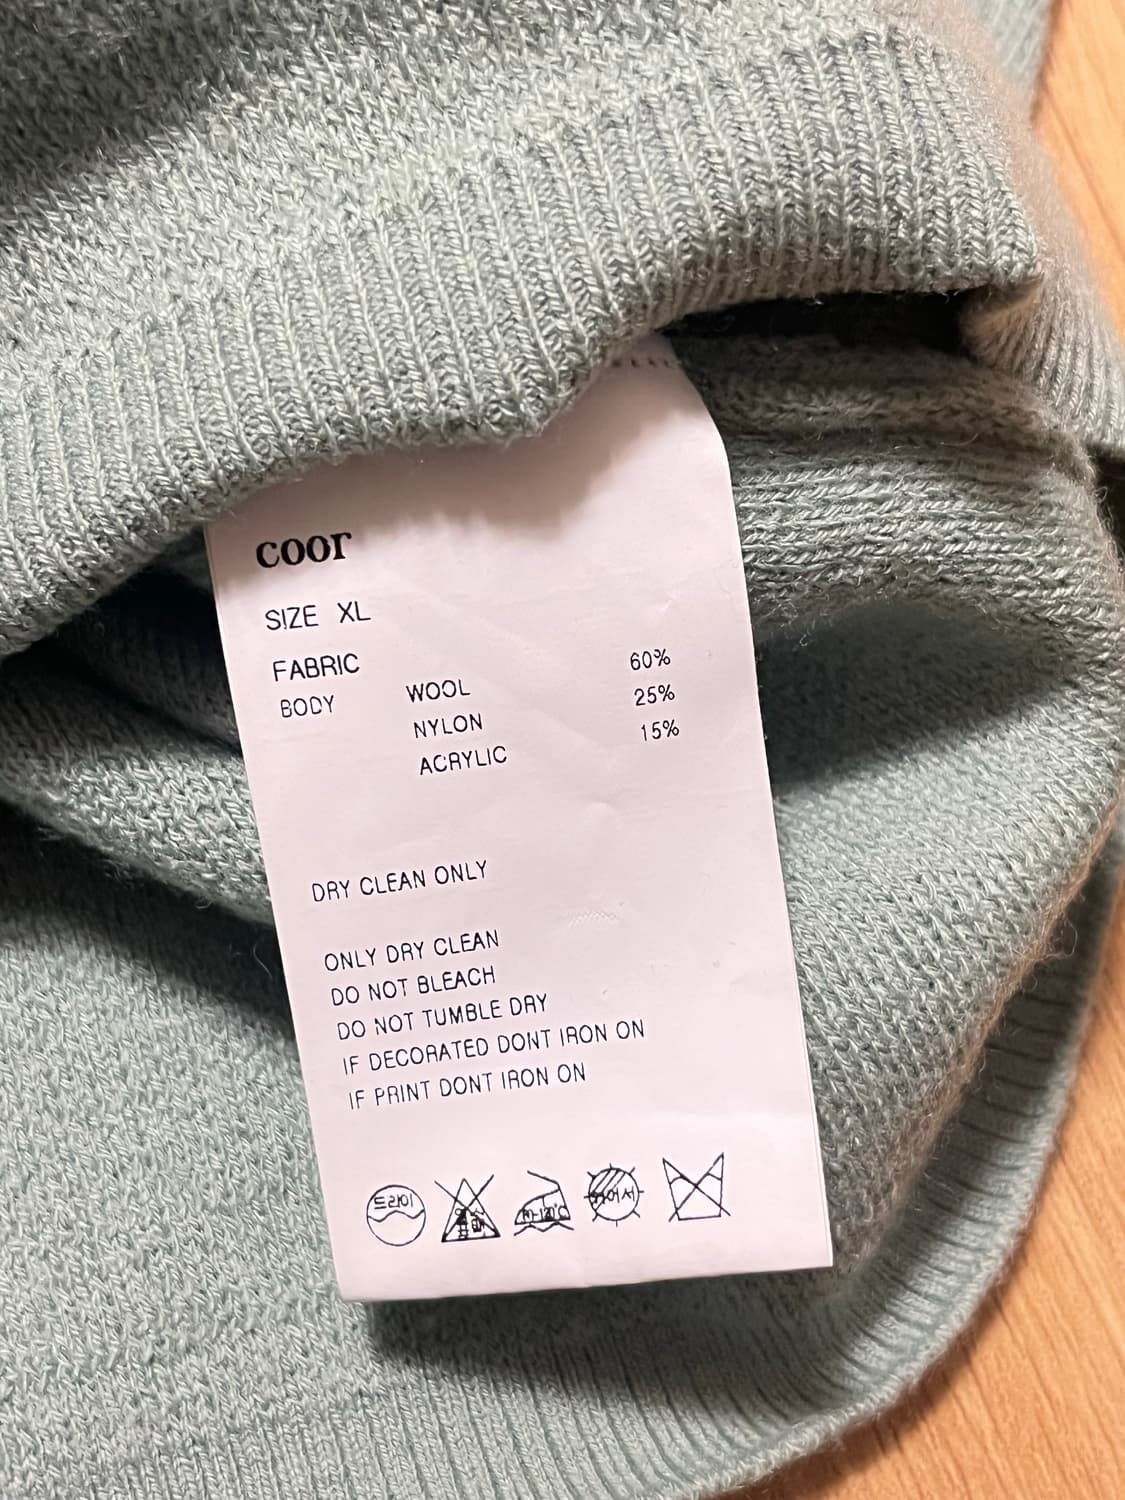 coor
SIZE XL
FABRIC
BODY WOOL 60%
NYLON 25%
ACRYLIC 15%
DRY CLEAN ONLY
ONLY DRY CLEAN
DO NOT BLEACH
DO NOT TUMBLE DRY
IF DECORATED DONT IRON ON
IF PRINT DONT IRON ON
드라이